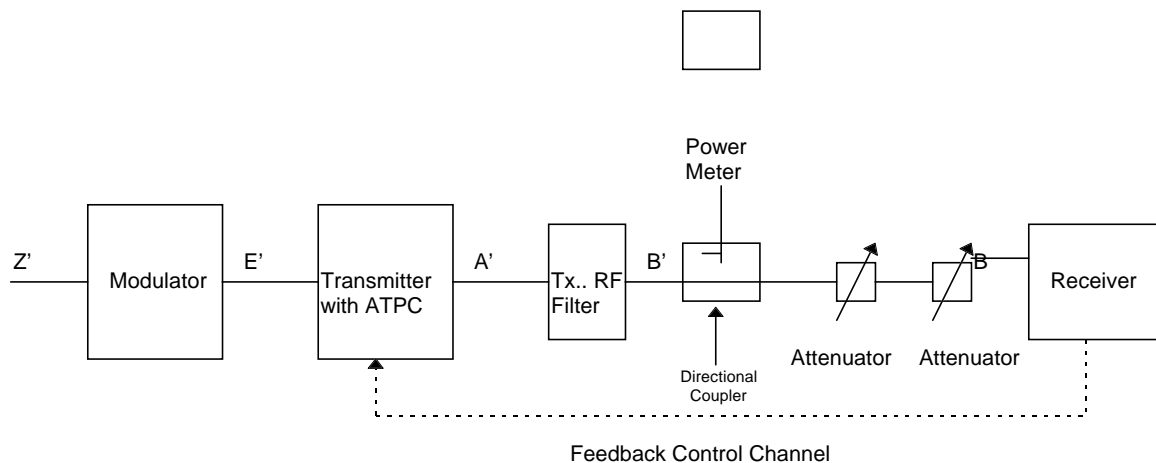 Power
Meter
Z'
Modulator
E'
Transmitter
with ATPC
A'
Tx.. RF
Filter
B'
B
Receiver
Attenuator
Attenuator
Directional
Coupler
Feedback Control Channel